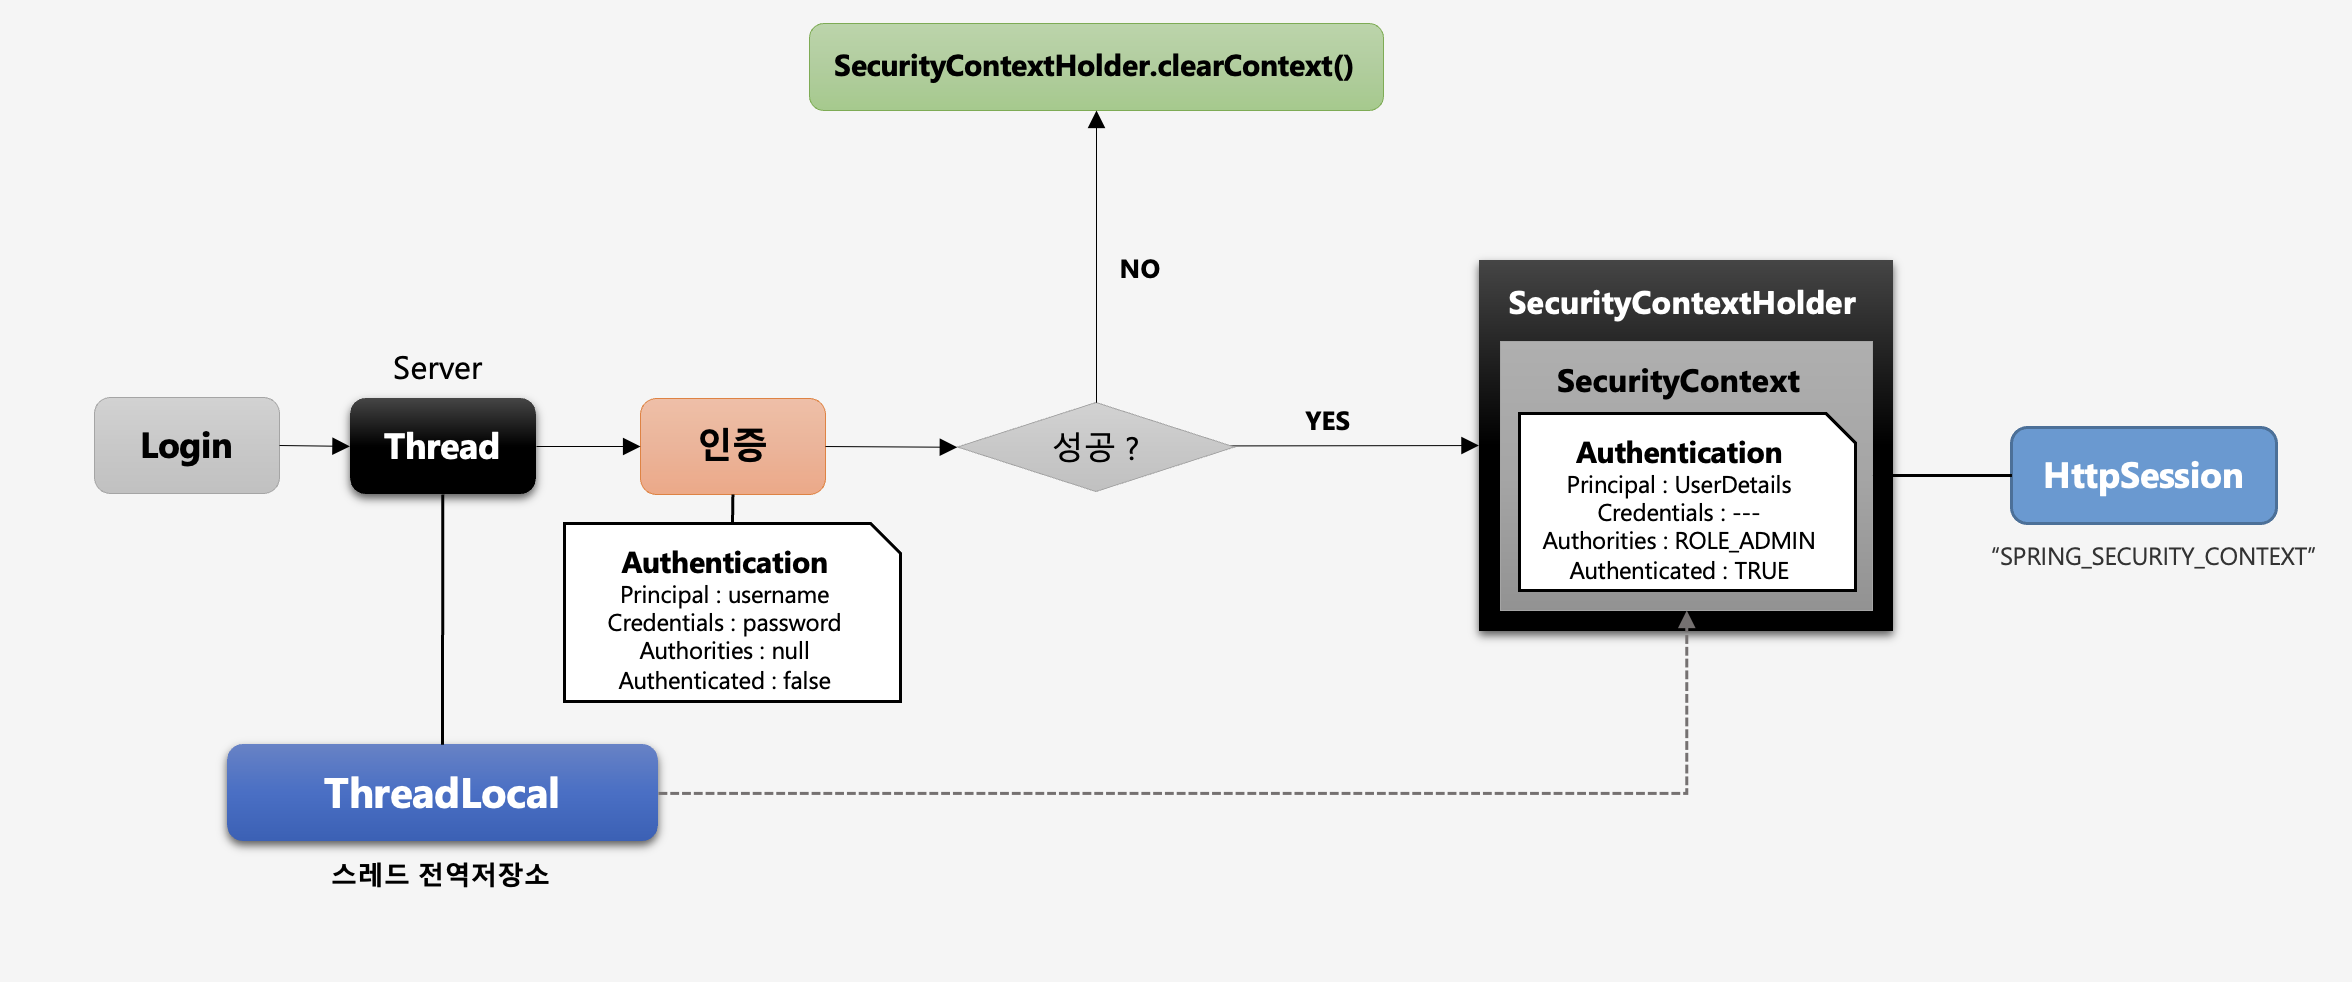 SecurityContextHolder.clearContext()
NO
SecurityContextHolder
SecurityContext
Server
YES
Login
Thread
인증
성공 ?
Authentication
Principal : UserDetails
Credentials : ---
Authorities : ROLE_ADMIN
Authenticated : TRUE
HttpSession
“SPRING_SECURITY_CONTEXT”
Authentication
Principal : username
Credentials : password
Authorities : null
Authenticated : false
ThreadLocal
스레드 전역저장소